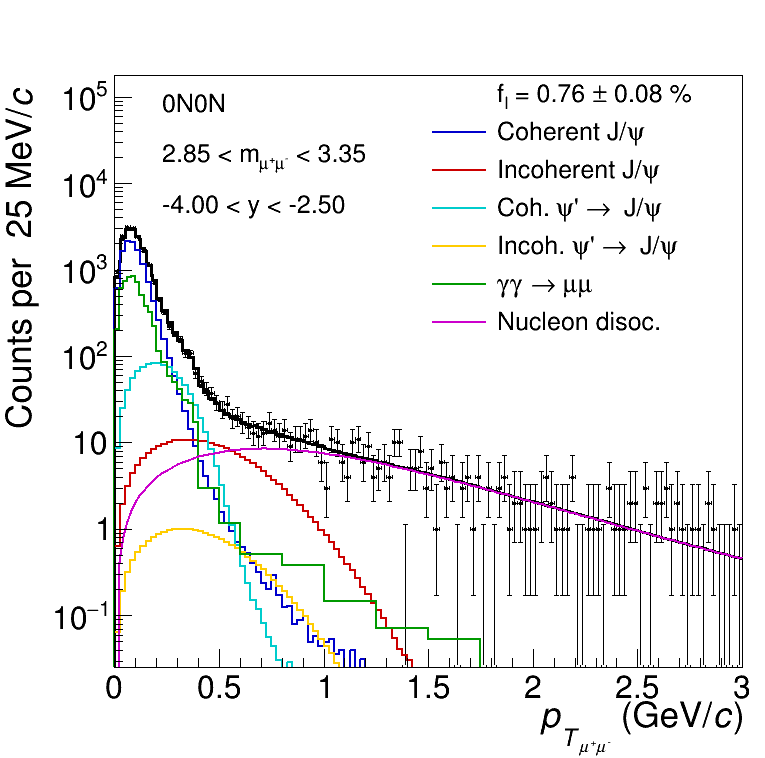 Counts per 25 MeV/c
10⁵
10⁴
10³
10²
10
1
10⁻¹
0N0N
2.85 < m_μ⁺μ⁻ < 3.35
-4.00 < y < -2.50
f_I = 0.76 ± 0.08 %
Coherent J/ψ
Incoherent J/ψ
Coh. ψ' → J/ψ
Incoh. ψ' → J/ψ
γγ → μμ
Nucleon disoc.
0 0.5 1 1.5 2 2.5 3
p_T μ⁺μ⁻ (GeV/c)